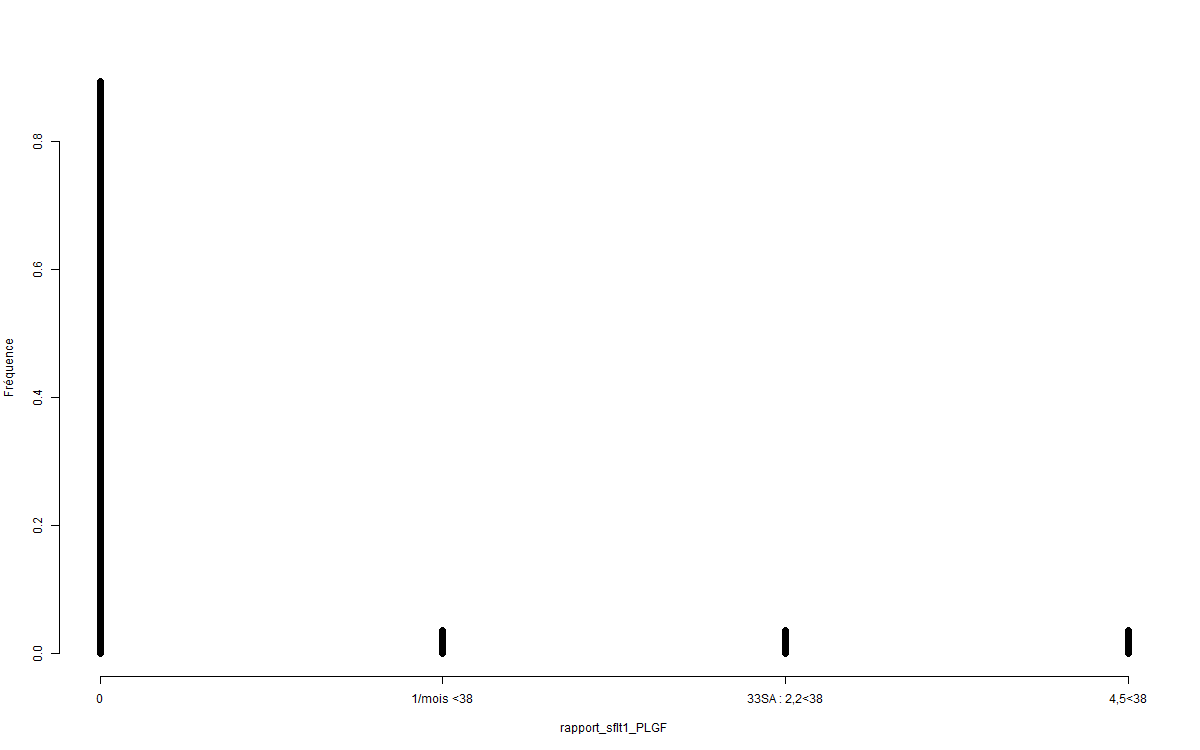 Fréquence
0.8
0.6
0.4
0.2
0.0
0
1/mois <38
33SA : 2,2<38
4,5<38
rapport_sflt1_PLGF